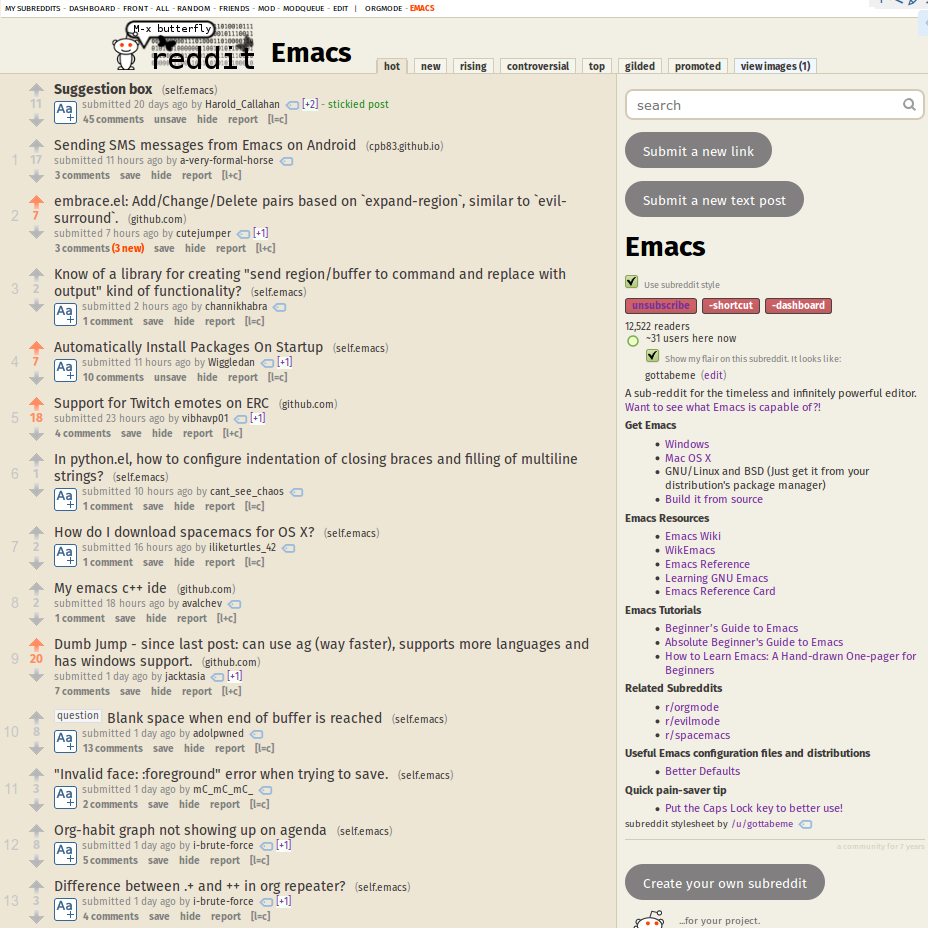 MY SUBREDDITS - DASHBOARD - FRONT - ALL - RANDOM - FRIENDS - MOD - MODQUEUE - EDIT | ORGMODE - EMACS
M-x butterfly
reddit Emacs
hot new rising controversial top gilded promoted view images (1)
Suggestion box (self.emacs)
11
Aa+ submitted 20 days ago by Harold_Callahan [+2] - stickied post
45 comments unsave hide report [l=c]
Sending SMS messages from Emacs on Android (cpb83.github.io)
1 17 submitted 11 hours ago by a-very-formal-horse
3 comments save hide report [l+c]
embrace.el: Add/Change/Delete pairs based on `expand-region`, similar to `evil-
2 7 surround`. (github.com)
submitted 7 hours ago by cutejumper [+1]
3 comments (3 new) save hide report [l+c]
Know of a library for creating "send region/buffer to command and replace with
3 2 output" kind of functionality? (self.emacs)
Aa+ submitted 2 hours ago by channikhabra
1 comment save hide report [l=c]
Automatically Install Packages On Startup (self.emacs)
4 7 Aa+ submitted 11 hours ago by Wiggledan [+1]
10 comments unsave hide report [l=c]
Support for Twitch emotes on ERC (github.com)
5 18 submitted 23 hours ago by vibhavp01 [+1]
4 comments save hide report [l+c]
In python.el, how to configure indentation of closing braces and filling of multiline
6 1 strings? (self.emacs)
Aa+ submitted 10 hours ago by cant_see_chaos
1 comment save hide report [l=c]
How do I download spacemacs for OS X? (self.emacs)
7 2 Aa+ submitted 16 hours ago by iliketurtles_42
1 comment save hide report [l=c]
My emacs c++ ide (github.com)
8 2 submitted 18 hours ago by avalchev
1 comment save hide report [l+c]
Dumb Jump - since last post: can use ag (way faster), supports more languages and
9 20 has windows support. (github.com)
submitted 1 day ago by jacktasia [+1]
7 comments save hide report [l+c]
question Blank space when end of buffer is reached (self.emacs)
10 8 Aa+ submitted 1 day ago by adolpwned
13 comments save hide report [l=c]
"Invalid face: :foreground" error when trying to save. (self.emacs)
11 3 Aa+ submitted 1 day ago by mC_mC_mC_
2 comments save hide report [l=c]
Org-habit graph not showing up on agenda (self.emacs)
12 8 Aa+ submitted 1 day ago by i-brute-force [+1]
5 comments save hide report [l=c]
Difference between .+ and ++ in org repeater? (self.emacs)
13 3 Aa+ submitted 1 day ago by i-brute-force [+1]
4 comments save hide report [l=c]
search
Submit a new link
Submit a new text post
Emacs
Use subreddit style
unsubscribe -shortcut -dashboard
12,522 readers
~31 users here now
Show my flair on this subreddit. It looks like:
gottabeme (edit)
A sub-reddit for the timeless and infinitely powerful editor.
Want to see what Emacs is capable of?!
Get Emacs
• Windows
• Mac OS X
• GNU/Linux and BSD (Just get it from your
distribution's package manager)
• Build it from source
Emacs Resources
• Emacs Wiki
• WikEmacs
• Emacs Reference
• Learning GNU Emacs
• Emacs Reference Card
Emacs Tutorials
• Beginner's Guide to Emacs
• Absolute Beginner's Guide to Emacs
• How to Learn Emacs: A Hand-drawn One-pager for
Beginners
Related Subreddits
• r/orgmode
• r/evilmode
• r/spacemacs
Useful Emacs configuration files and distributions
• Better Defaults
Quick pain-saver tip
• Put the Caps Lock key to better use!
subreddit stylesheet by /u/gottabeme
a community for 7 years
Create your own subreddit
...for your project.